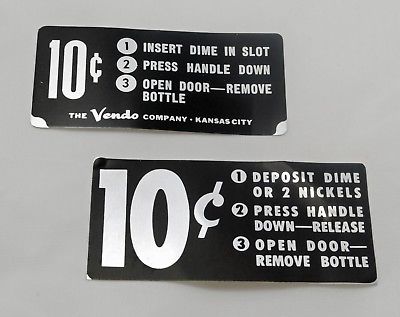 10¢
1 INSERT DIME IN SLOT
2 PRESS HANDLE DOWN
3 OPEN DOOR—REMOVE
BOTTLE
THE Vendo COMPANY · KANSAS CITY
10¢
1 DEPOSIT DIME
OR 2 NICKELS
2 PRESS HANDLE
DOWN—RELEASE
3 OPEN DOOR—
REMOVE BOTTLE